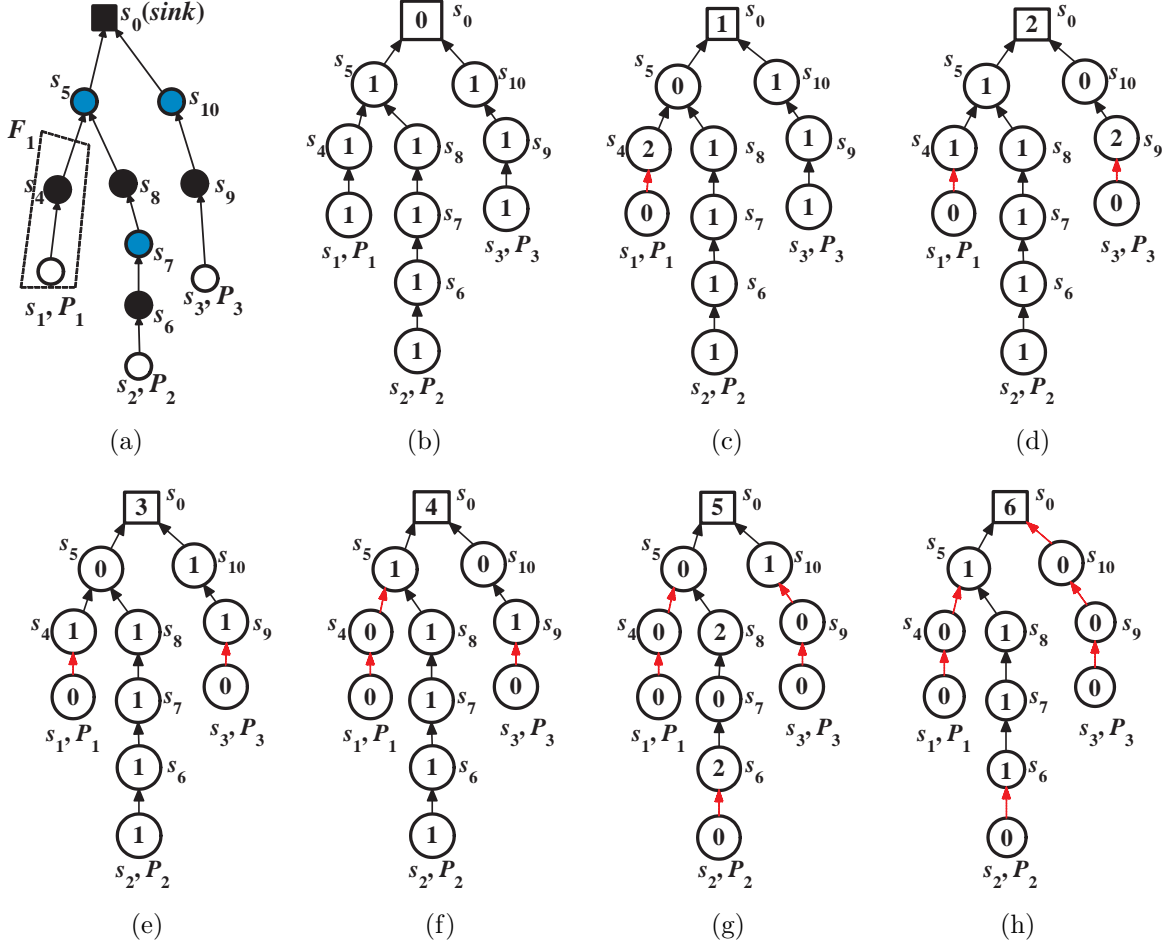 s0(sink)
s5
s10
F1
s4
s8
s9
s7
s1, P1
s6
s3, P3
s2, P2
(a)
0 s0
s5 1
1 s10
s4 1
1 s8
1 s9
1
1 s7
1
s1, P1
s3, P3
1 s6
1
s2, P2
(b)
1 s0
s5 0
1 s10
s4 2
1 s8
1 s9
0
1 s7
1
s1, P1
s3, P3
1 s6
1
s2, P2
(c)
2 s0
s5 1
0 s10
s4 1
1 s8
2 s9
0
1 s7
0
s1, P1
s3, P3
1 s6
1
s2, P2
(d)
3 s0
s5 0
1 s10
s4 1
1 s8
1 s9
0
1 s7
0
s1, P1
s3, P3
1 s6
1
s2, P2
(e)
4 s0
s5 1
0 s10
s4 0
1 s8
1 s9
0
1 s7
0
s1, P1
s3, P3
1 s6
1
s2, P2
(f)
5 s0
s5 0
1 s10
s4 0
2 s8
0 s9
0
0 s7
0
s1, P1
s3, P3
2 s6
0
s2, P2
(g)
6 s0
s5 1
0 s10
s4 0
1 s8
0 s9
0
1 s7
0
s1, P1
s3, P3
1 s6
0
s2, P2
(h)